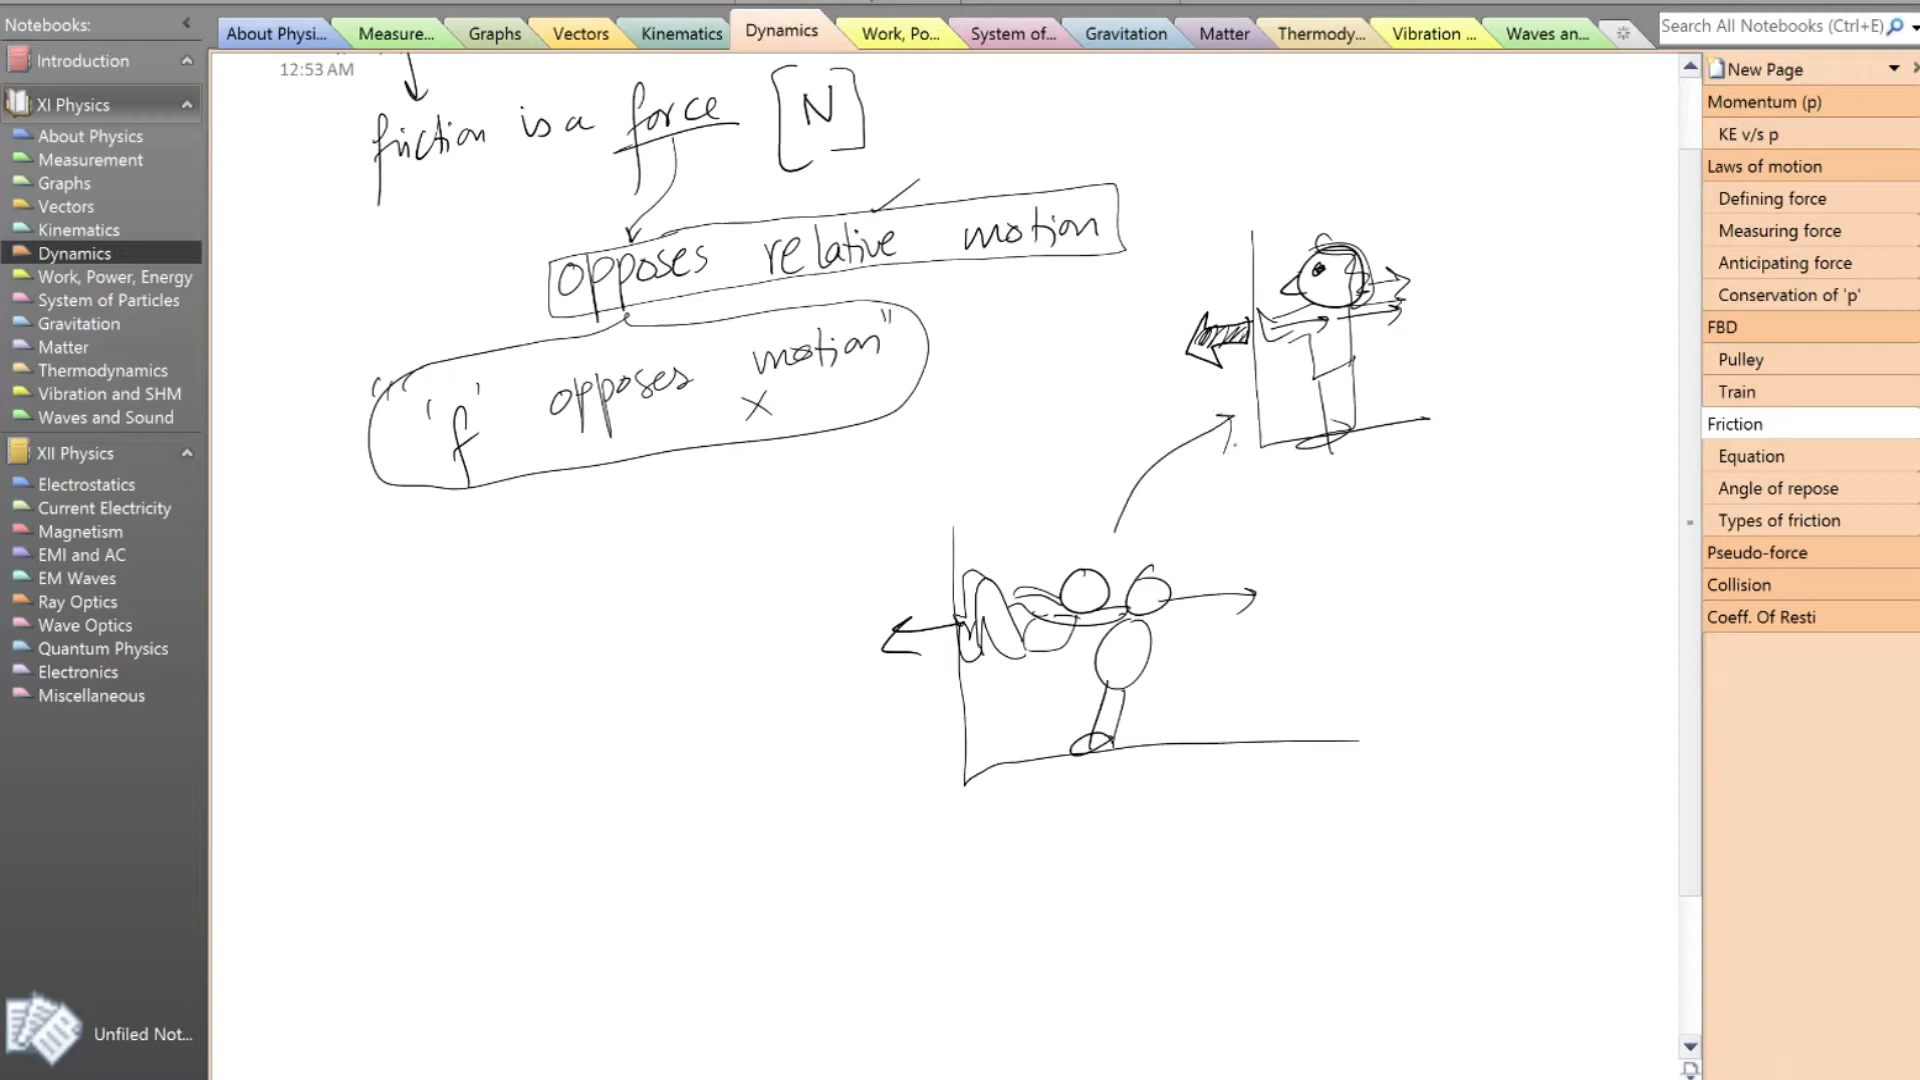 Notebooks:
Introduction
XI Physics
About Physics
Measurement
Graphs
Vectors
Kinematics
Dynamics
Work, Power, Energy
System of Particles
Gravitation
Matter
Thermodynamics
Vibration and SHM
Waves and Sound
XII Physics
Electrostatics
Current Electricity
Magnetism
EMI and AC
EM Waves
Ray Optics
Wave Optics
Quantum Physics
Electronics
Miscellaneous
Unfiled Not...
About Physi... Measure... Graphs Vectors Kinematics Dynamics Work, Po... System of... Gravitation Matter Thermody... Vibration ... Waves an...
Search All Notebooks (Ctrl+E)
12:53 AM
friction is a force [N]
opposes relative motion
" 'f' opposes motion"
×
New Page
Momentum (p)
KE v/s p
Laws of motion
Defining force
Measuring force
Anticipating force
Conservation of 'p'
FBD
Pulley
Train
Friction
Equation
Angle of repose
Types of friction
Pseudo-force
Collision
Coeff. Of Resti